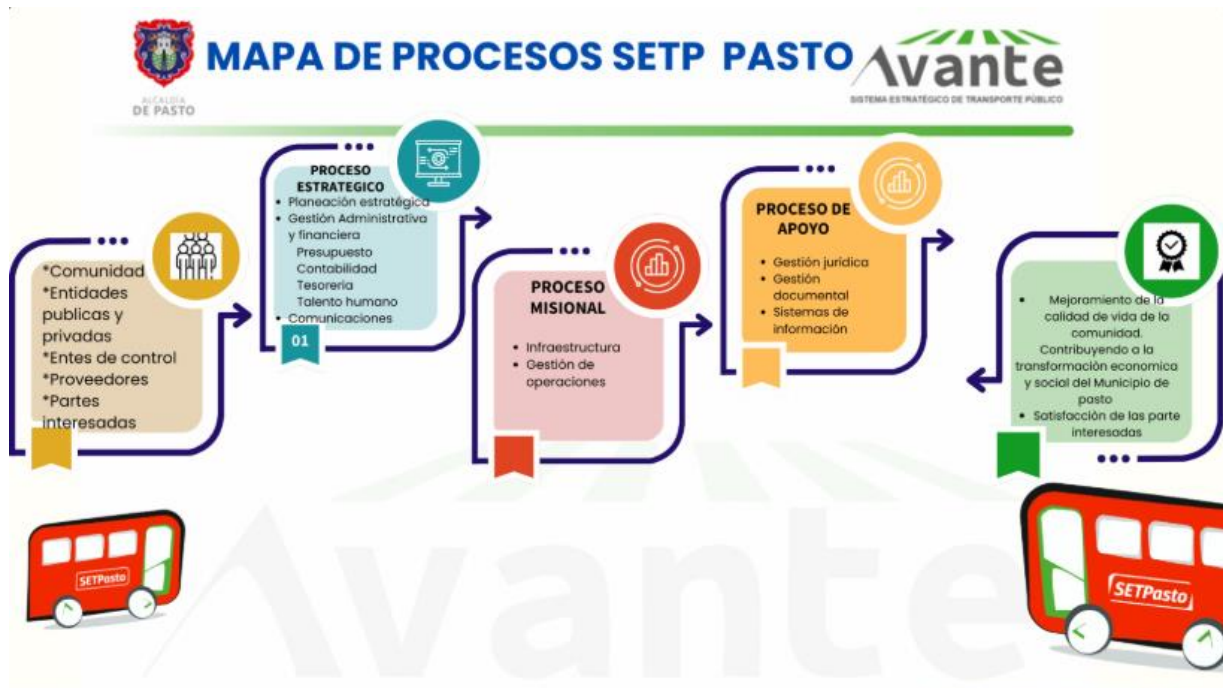 MAPA DE PROCESOS SETP PASTO
ALCALDÍA
DE PASTO
Avante
SISTEMA ESTRATÉGICO DE TRANSPORTE PÚBLICO
*Comunidad
*Entidades
publicas y
privadas
*Entes de control
*Proveedores
*Partes
interesadas
PROCESO
ESTRATEGICO
• Planeación estratégica
• Gestión Administrativa
y financiera
Presupuesto
Contabilidad
Tesoreria
Talento humano
• Comunicaciones
01
PROCESO
MISIONAL
• Infraestructura
• Gestión de
operaciones
PROCESO DE
APOYO
• Gestión jurídica
• Gestión
documental
• Sistemas de
información
• Mejoramiento de la
calidad de vida de la
comunidad.
Contribuyendo a la
transformación economica
y social del Municipio de
pasto
• Satisfacción de las parte
interesadas
Avante
SETPasto
SETPasto